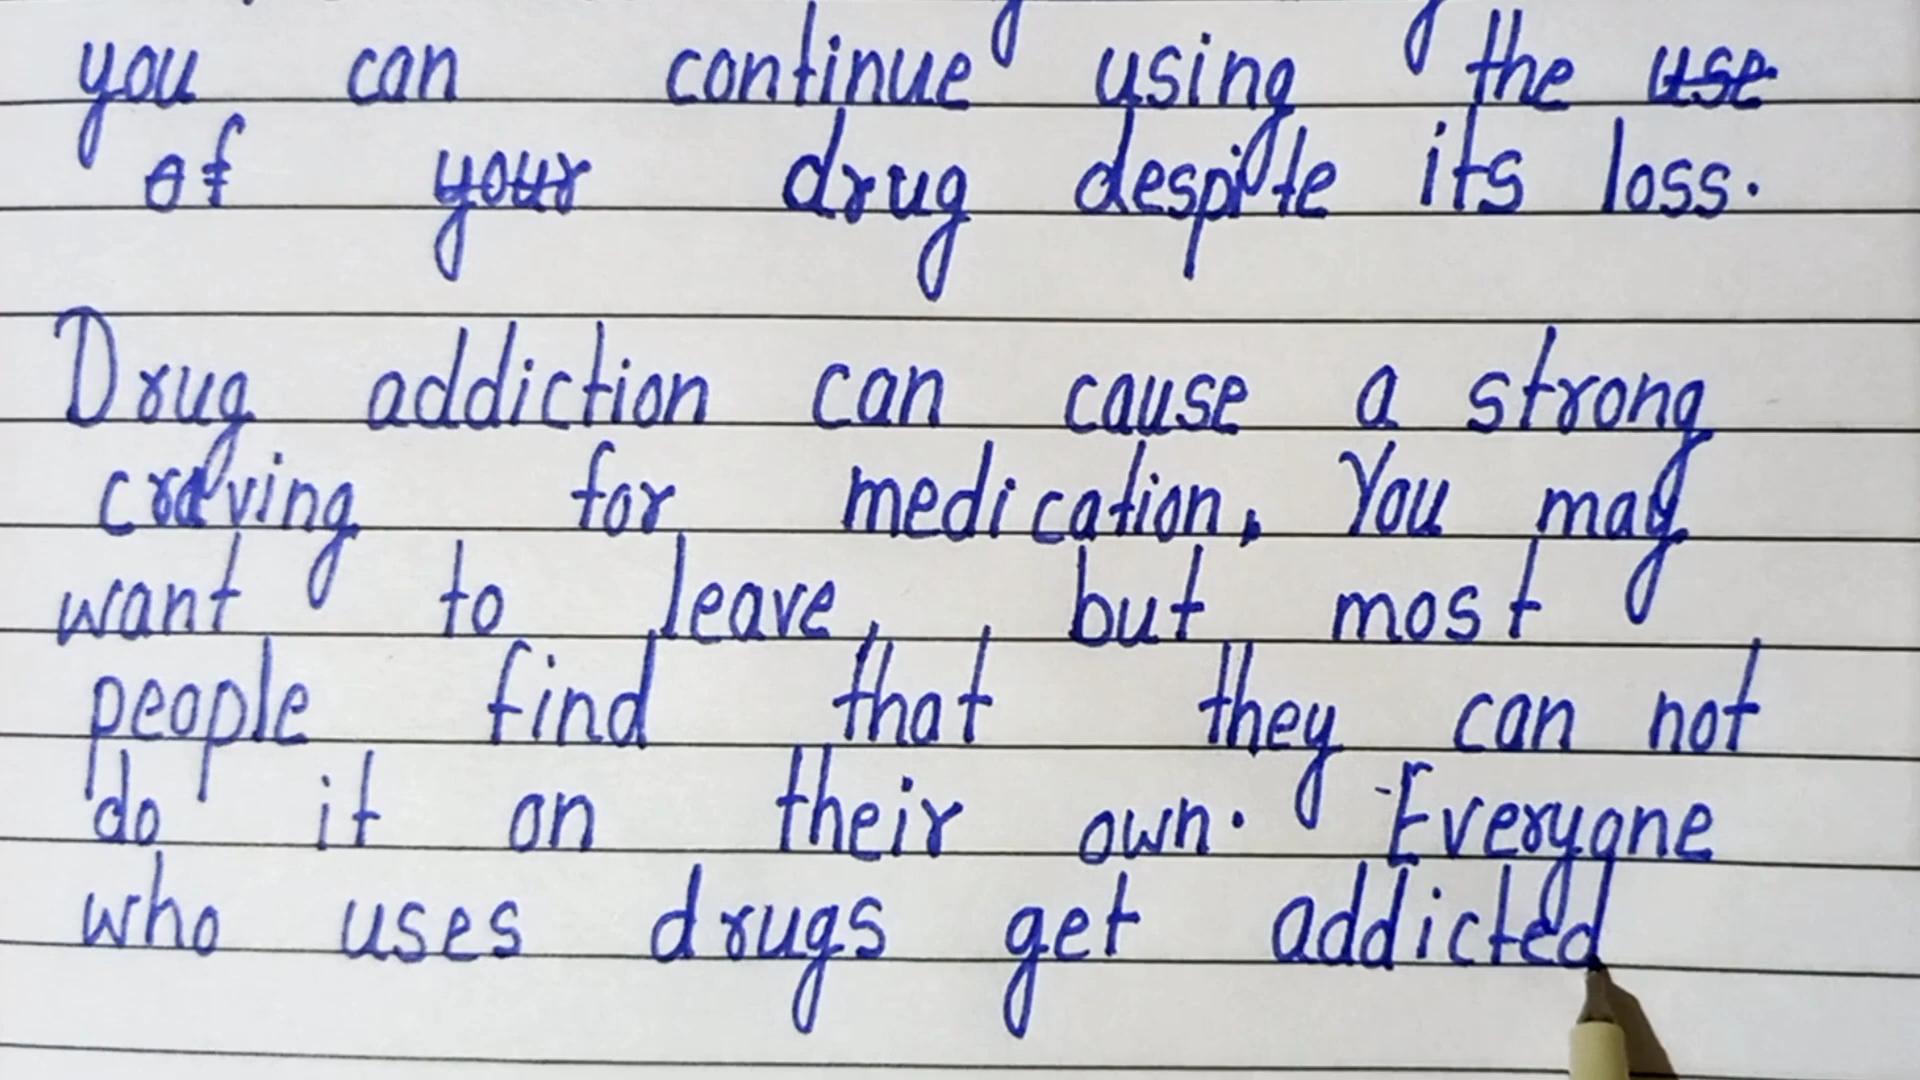 you can continue using the use
of your drug despite its loss.
Drug addiction can cause a strong
craving for medication. You may
want to leave, but most
people find that they can not
do it on their own. Everyone
who uses drugs get addicted